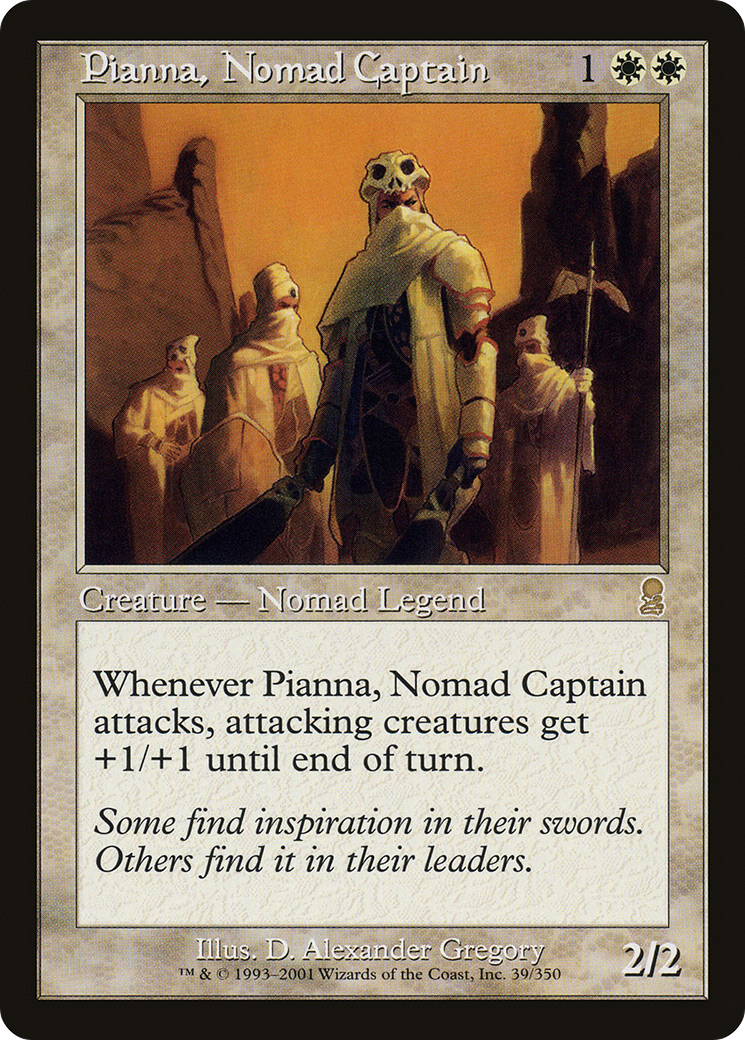 Pianna, Nomad Captain 1
Creature — Nomad Legend
Whenever Pianna, Nomad Captain
attacks, attacking creatures get
+1/+1 until end of turn.
Some find inspiration in their swords.
Others find it in their leaders.
Illus. D. Alexander Gregory
™ & © 1993–2001 Wizards of the Coast, Inc. 39/350
2/2